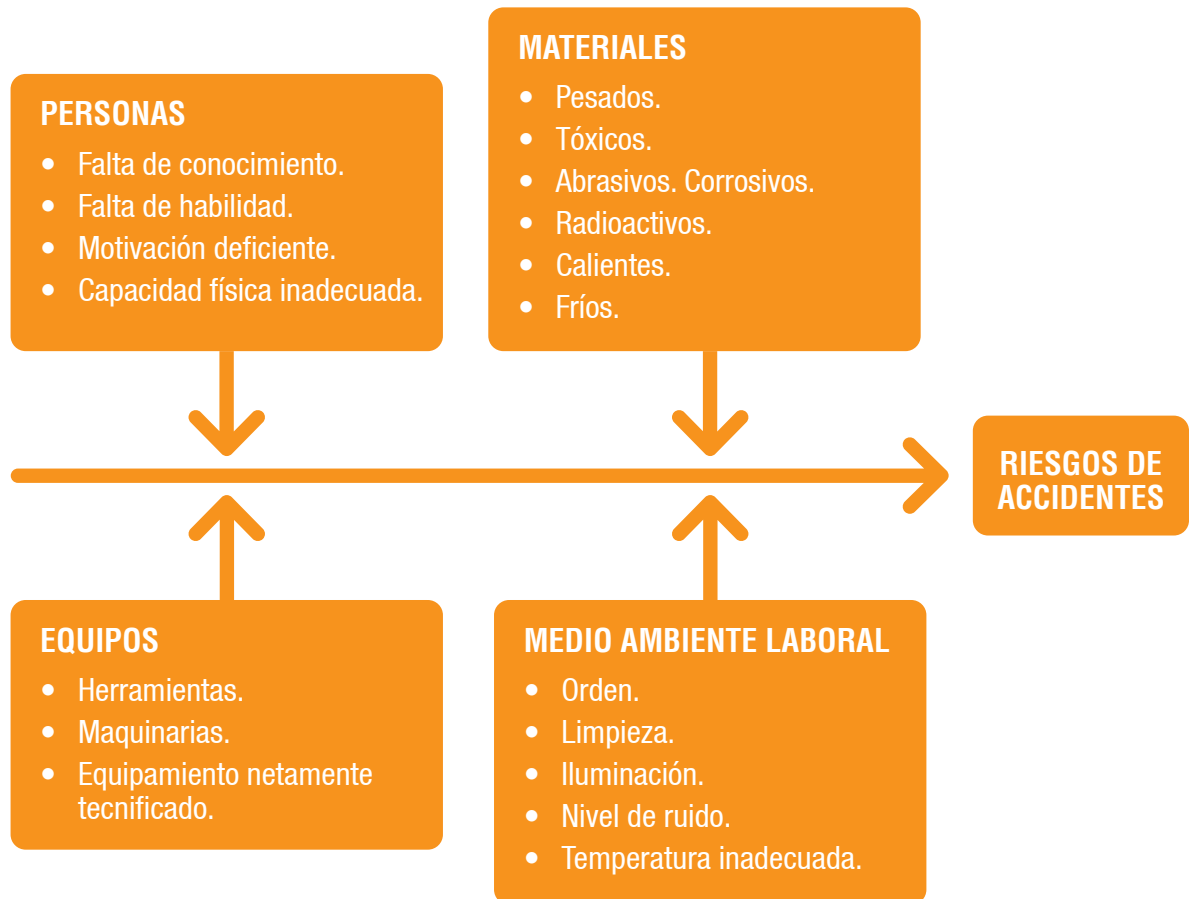 PERSONAS
• Falta de conocimiento.
• Falta de habilidad.
• Motivación deficiente.
• Capacidad física inadecuada.
MATERIALES
• Pesados.
• Tóxicos.
• Abrasivos. Corrosivos.
• Radioactivos.
• Calientes.
• Fríos.
RIESGOS DE
ACCIDENTES
EQUIPOS
• Herramientas.
• Maquinarias.
• Equipamiento netamente
tecnificado.
MEDIO AMBIENTE LABORAL
• Orden.
• Limpieza.
• Iluminación.
• Nivel de ruido.
• Temperatura inadecuada.